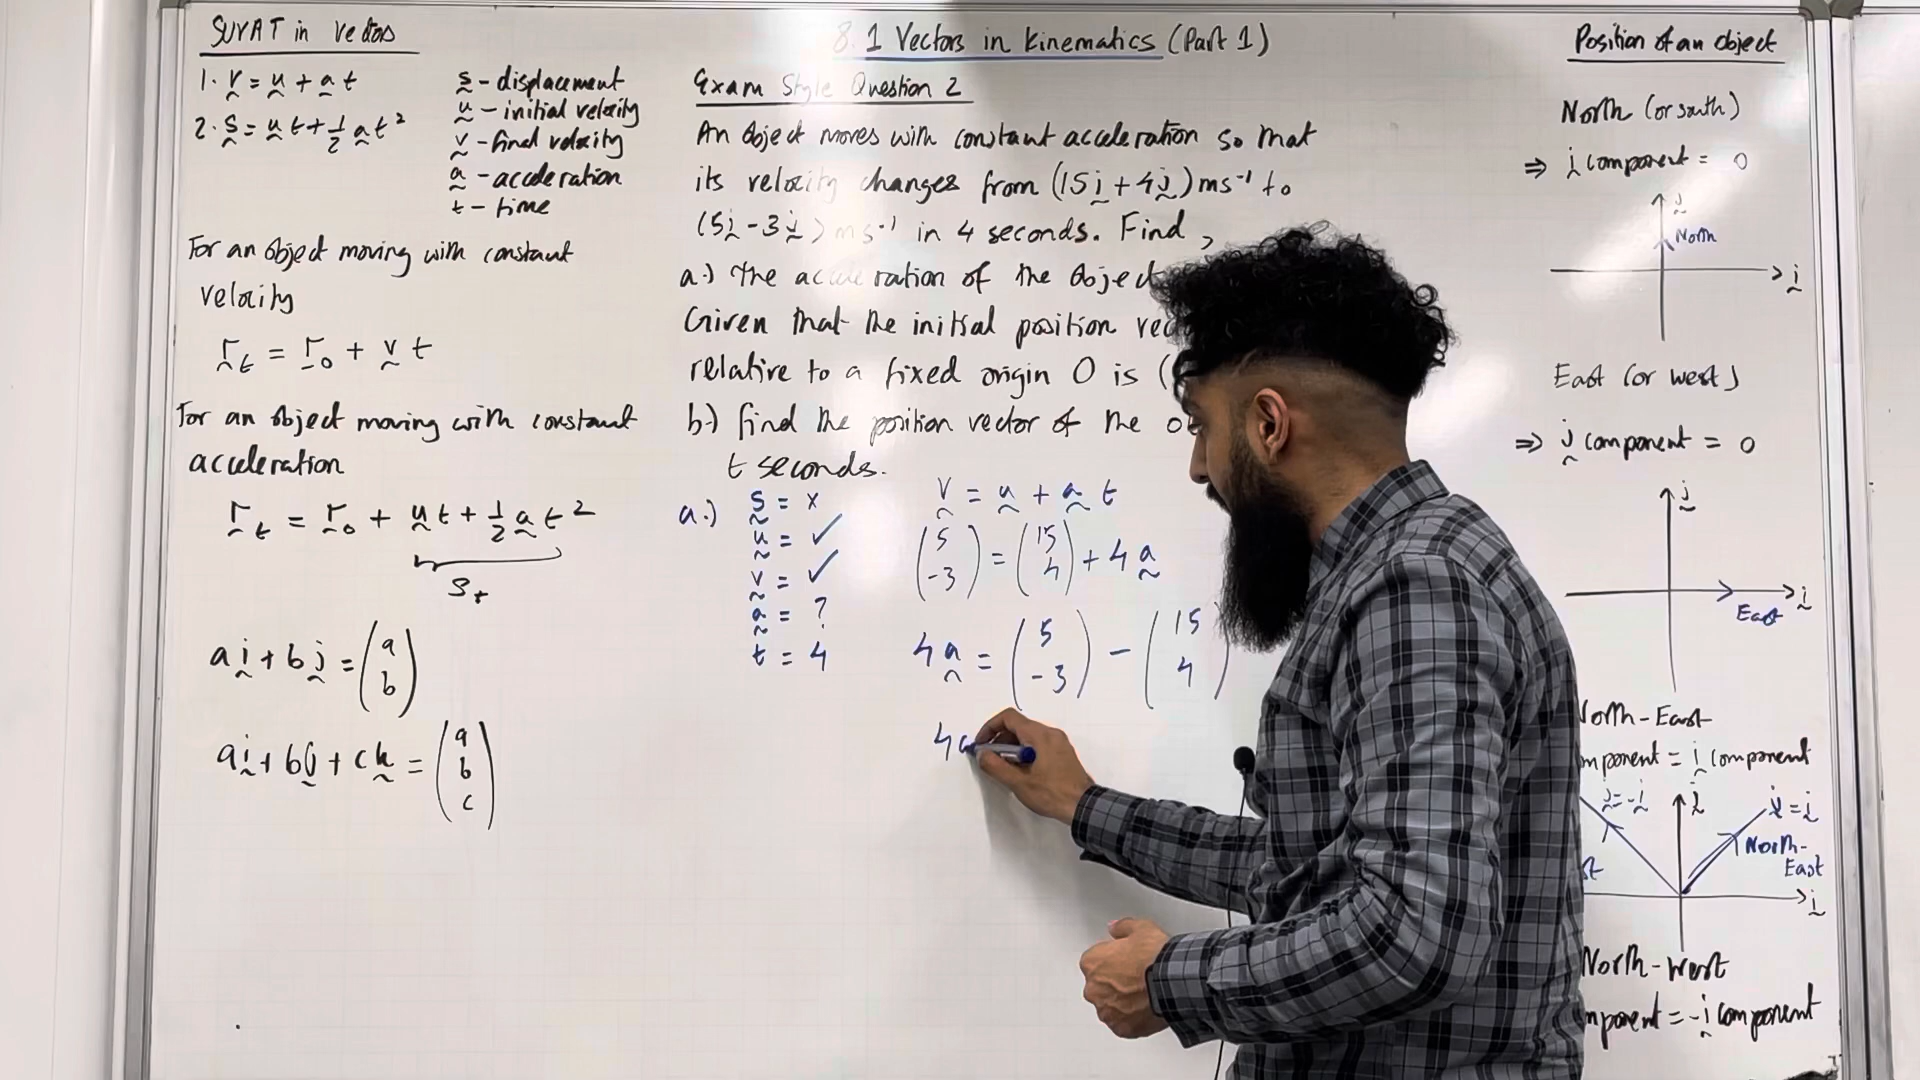 SUVAT in vectors
1. v = u + a t
2. s = u t + 1/2 a t²
s - displacement
u - initial velocity
v - final velocity
a - acceleration
t - time
For an object moving with constant
velocity
r_t = r_0 + v t
For an object moving with constant
acceleration
r_t = r_0 + u t + 1/2 a t²
S_t
a i + b j = (a b)
a i + b j + c k = (a b c)
8.1 Vectors in Kinematics (Part 1)
Exam Style Question 2
An object moves with constant acceleration so that
its velocity changes from (15i + 4j) ms⁻¹ to
(5i - 3j) ms⁻¹ in 4 seconds. Find,
a.) The acceleration of the object
Given that the initial position
relative to a fixed origin O is (
b.) find the position vector of the
t seconds.
a.)
s = x
u = ✓
v = ✓
a = ?
t = 4
v = u + a t
(5 -3) = (15 4) + 4 a
4 a = (5 -3) - (15 4)
4
Position of an object
North (or south)
⇒ i component = 0
j
North
i
East (or west)
⇒ j component = 0
j
East
i
North-East
component = i component
j = -i
j
j = i
North-
East
i
North-West
component = -i component